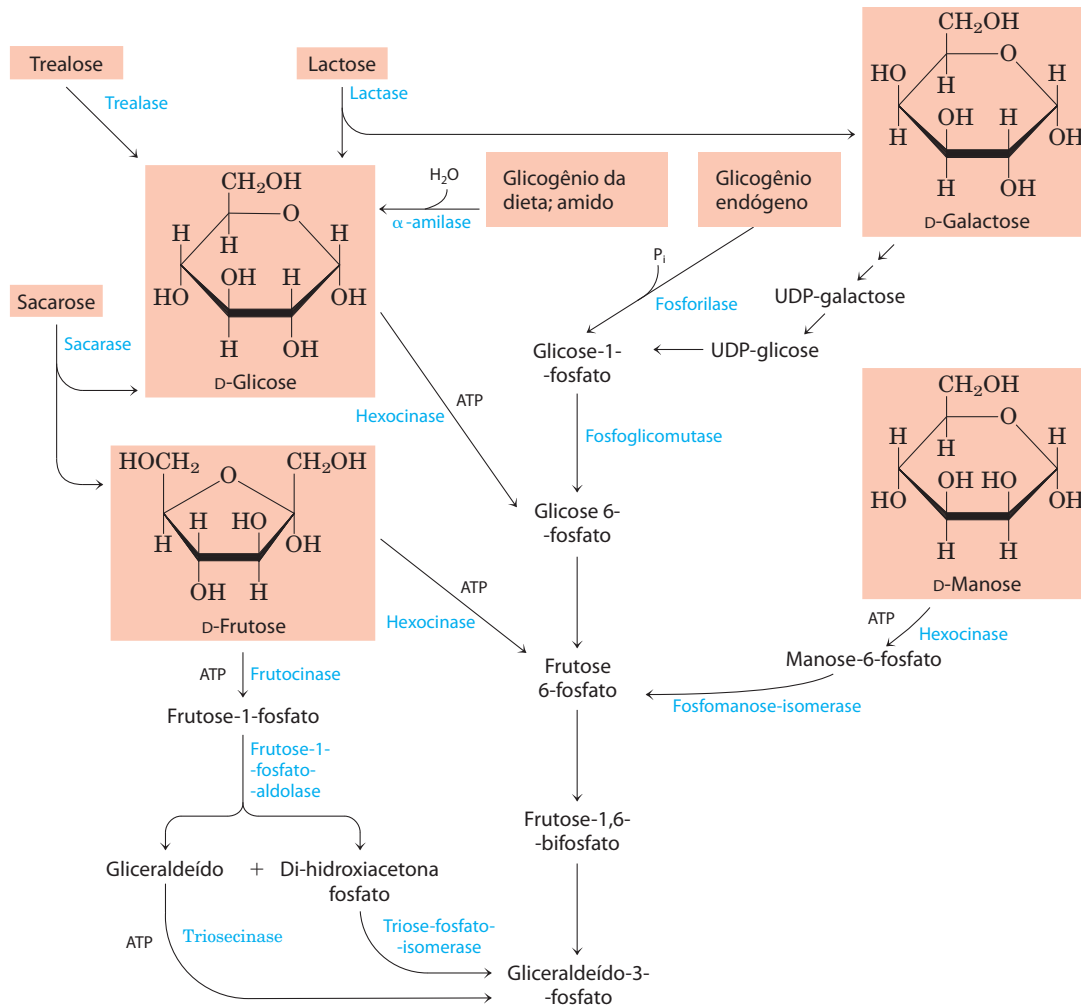 Trealose
Trealase
Lactose
Lactase
CH₂OH
O
HO
H
H
OH
H
H
OH
H
OH
D-Galactose
CH₂OH
O
H
H
H
OH
H
HO
OH
H
OH
D-Glicose
H₂O
α-amilase
Glicogênio da
dieta; amido
Glicogênio
endógeno
Pᵢ
Fosforilase
UDP-galactose
UDP-glicose
Glicose-1-
-fosfato
Sacarose
Sacarase
ATP
Hexocinase
Fosfoglicomutase
CH₂OH
O
H
H
H
OH
HO
HO
OH
H
H
D-Manose
HOCH₂
O
CH₂OH
H
HO
H
OH
OH
H
D-Frutose
Glicose 6-
-fosfato
ATP
Hexocinase
ATP
Hexocinase
Manose-6-fosfato
Fosfomanose-isomerase
Frutose
6-fosfato
ATP
Frutocinase
Frutose-1-fosfato
Frutose-1-
-fosfato-
-aldolase
Frutose-1,6-
-bifosfato
Gliceraldeído + Di-hidroxiacetona
fosfato
ATP
Triosecinase
Triose-fosfato-
-isomerase
Gliceraldeído-3-
-fosfato